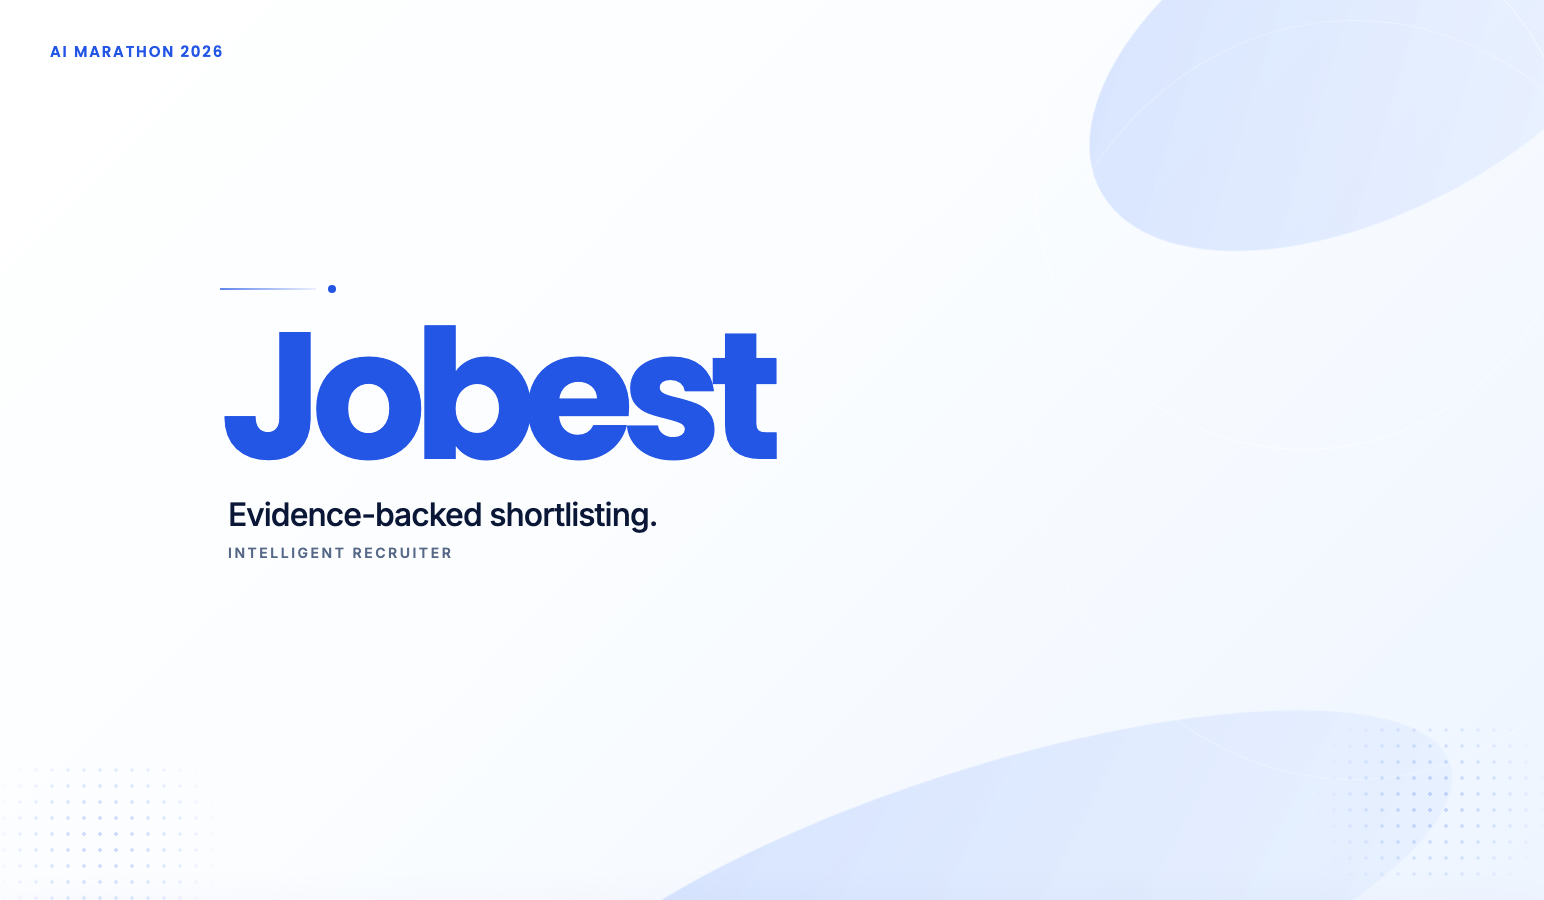 AI MARATHON 2026
Jobest
Evidence-backed shortlisting.
INTELLIGENT RECRUITER